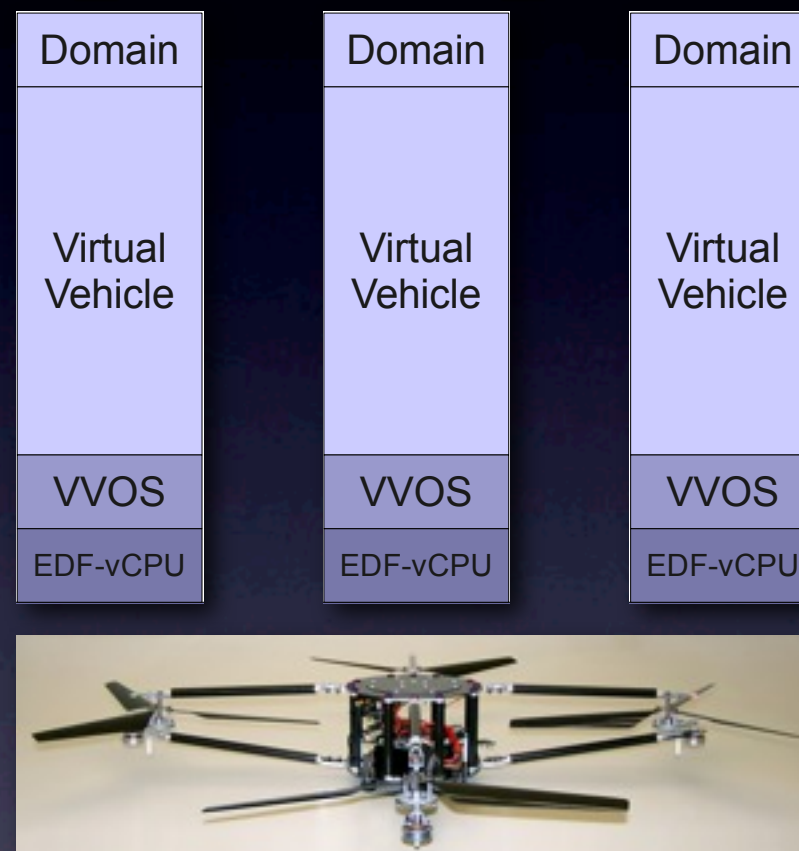 Domain
Domain
Domain
Virtual
Vehicle
Virtual
Vehicle
Virtual
Vehicle
VVOS
VVOS
VVOS
EDF-vCPU
EDF-vCPU
EDF-vCPU